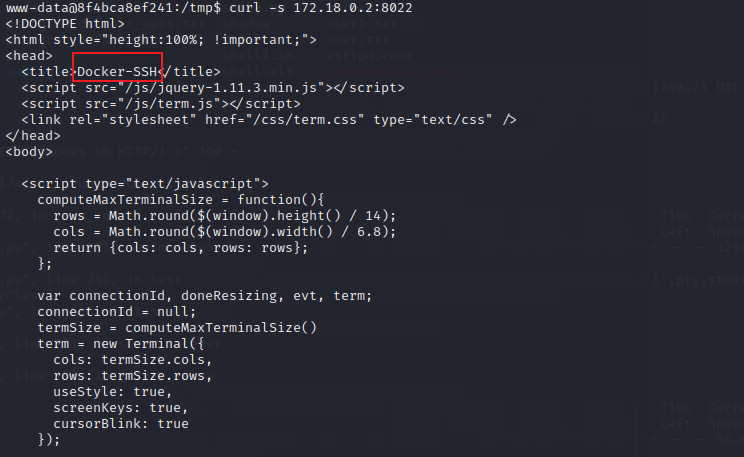 www-data@8f4bca8ef241:/tmp$ curl -s 172.18.0.2:8022
<!DOCTYPE html>
<html style="height:100%; !important;">
<head>
  <title>Docker-SSH</title>
  <script src="/js/jquery-1.11.3.min.js"></script>
  <script src="/js/term.js"></script>
  <link rel="stylesheet" href="/css/term.css" type="text/css" />
</head>
<body>

  <script type="text/javascript">
    computeMaxTerminalSize = function(){
      rows = Math.round($(window).height() / 14);
      cols = Math.round($(window).width() / 6.8);
      return {cols: cols, rows: rows};
    };

    var connectionId, doneResizing, evt, term;
    connectionId = null;
    termSize = computeMaxTerminalSize()
    term = new Terminal({
      cols: termSize.cols,
      rows: termSize.rows,
      useStyle: true,
      screenKeys: true,
      cursorBlink: true
    });